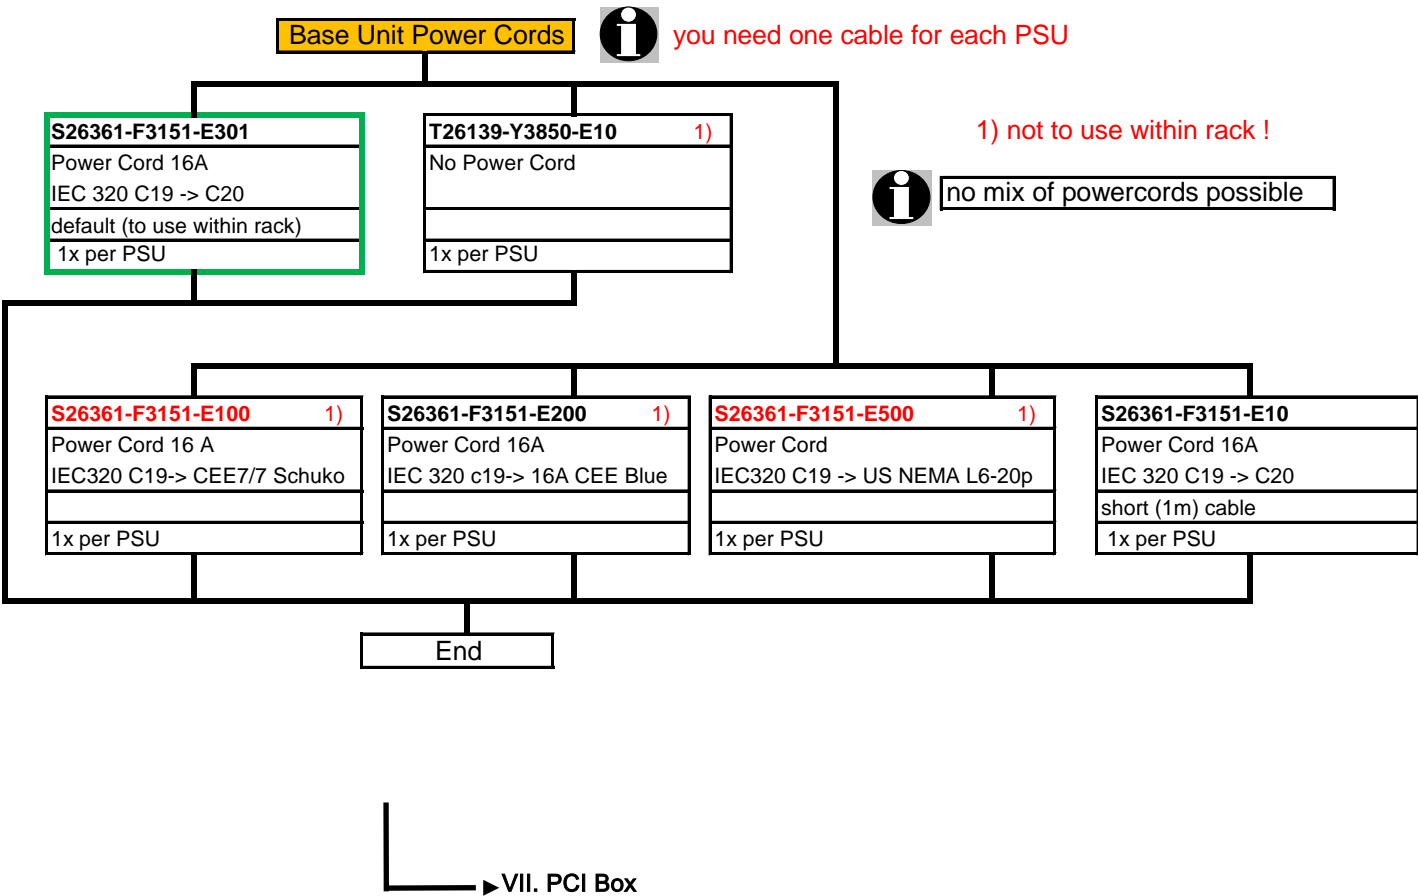 Base Unit Power Cords
you need one cable for each PSU
S26361-F3151-E301
Power Cord 16A
IEC 320 C19 -> C20
default (to use within rack)
1x per PSU
T26139-Y3850-E10 1)
No Power Cord
1x per PSU
1) not to use within rack !
no mix of powercords possible
S26361-F3151-E100 1)
Power Cord 16 A
IEC320 C19-> CEE7/7 Schuko
1x per PSU
S26361-F3151-E200 1)
Power Cord 16A
IEC 320 c19-> 16A CEE Blue
1x per PSU
S26361-F3151-E500 1)
Power Cord
IEC320 C19 -> US NEMA L6-20p
1x per PSU
S26361-F3151-E10
Power Cord 16A
IEC 320 C19 -> C20
short (1m) cable
1x per PSU
End
VII. PCI Box